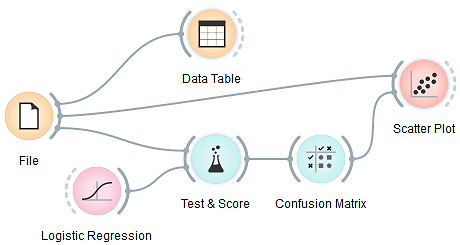 Data Table
Scatter Plot
File
Test & Score
Confusion Matrix
Logistic Regression